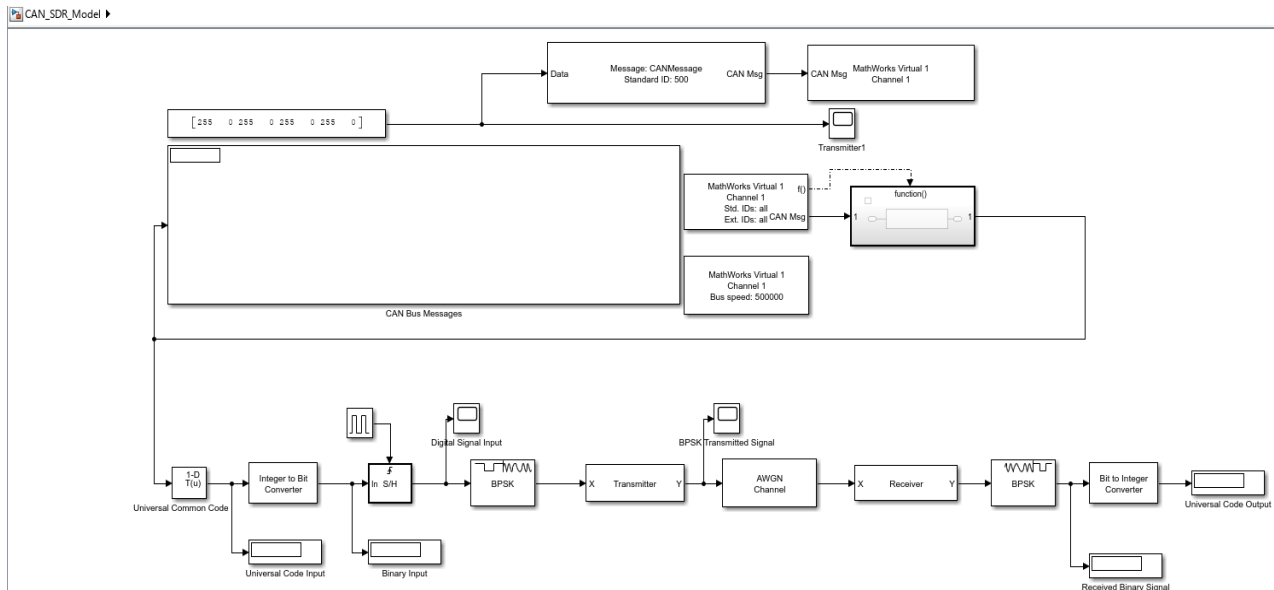 CAN_SDR_Model
Message: CANMessage
Data
CAN Msg
Standard ID: 500
CAN Msg
MathWorks Virtual 1
Channel 1
[255 0 255 0 255 0 255 0]
Transmitter1
MathWorks Virtual 1
Channel 1
Std. IDs: all
Ext. IDs: all
f()
CAN Msg
function()
1
1
MathWorks Virtual 1
Channel 1
Bus speed: 500000
CAN Bus Messages
Digital Signal Input
BPSK Transmitted Signal
1-D
T(u)
Universal Common Code
Integer to Bit
Converter
In S/H
BPSK
X Transmitter Y
AWGN
Channel
X Receiver Y
BPSK
Bit to Integer
Converter
Universal Code Output
Universal Code Input
Binary Input
Received Binary Signal